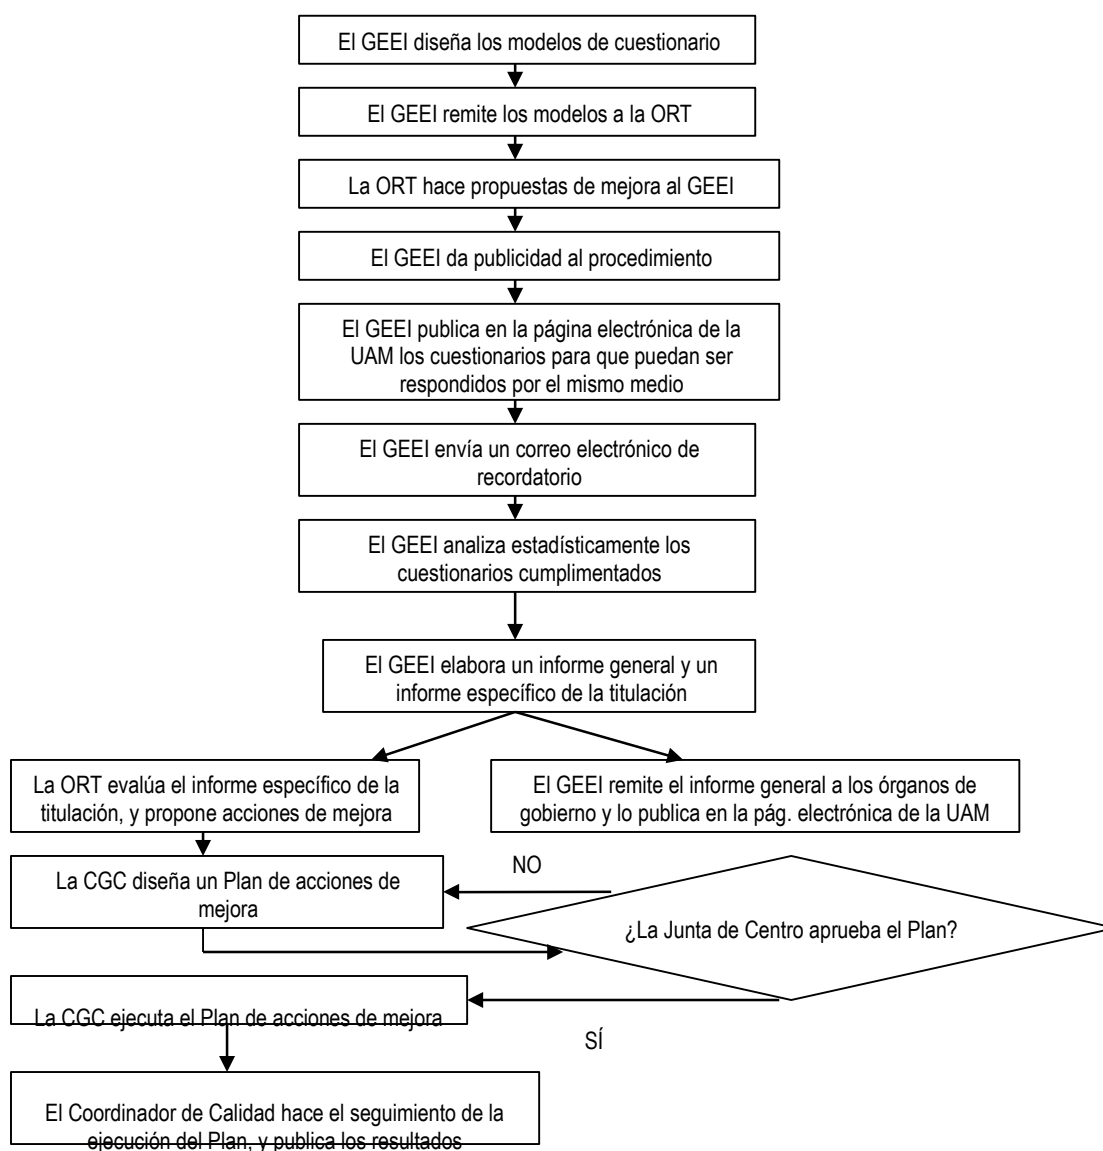 El GEEI diseña los modelos de cuestionario
El GEEI remite los modelos a la ORT
La ORT hace propuestas de mejora al GEEI
El GEEI da publicidad al procedimiento
El GEEI publica en la página electrónica de la
UAM los cuestionarios para que puedan ser
respondidos por el mismo medio
El GEEI envía un correo electrónico de
recordatorio
El GEEI analiza estadísticamente los
cuestionarios cumplimentados
El GEEI elabora un informe general y un
informe específico de la titulación
La ORT evalúa el informe específico de la
titulación, y propone acciones de mejora
El GEEI remite el informe general a los órganos de
gobierno y lo publica en la pág. electrónica de la UAM
La CGC diseña un Plan de acciones de
mejora
NO
¿La Junta de Centro aprueba el Plan?
La CGC ejecuta el Plan de acciones de mejora
SÍ
El Coordinador de Calidad hace el seguimiento de la
ejecución del Plan, y publica los resultados